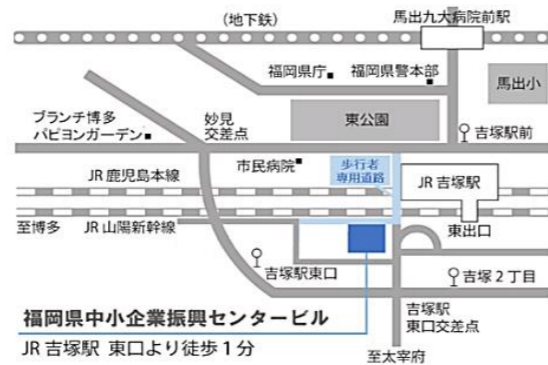 （地下鉄）
馬出九大病院前駅
福岡県庁
福岡県警本部
馬出小
ブランチ博多
パピヨンガーデン
妙見
交差点
東公園
吉塚駅前
JR 鹿児島本線
市民病院
歩行者
専用道路
JR 吉塚駅
至博多
JR 山陽新幹線
東出口
吉塚駅東口
吉塚 2 丁目
福岡県中小企業振興センタービル
JR 吉塚駅 東口より徒歩 1 分
吉塚駅
東口交差点
至太宰府